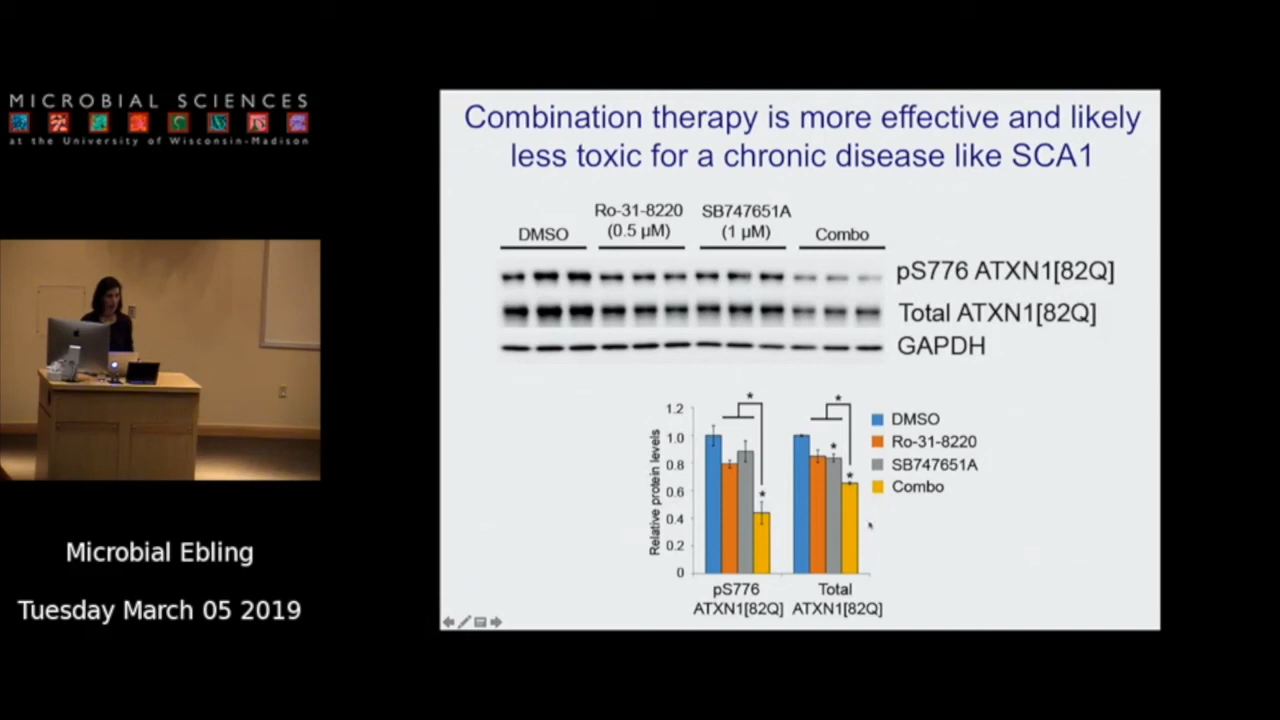 MICROBIAL SCIENCES
at the University of Wisconsin-Madison
Microbial Ebling
Tuesday March 05 2019
Combination therapy is more effective and likely
less toxic for a chronic disease like SCA1
DMSO
Ro-31-8220
(0.5 µM)
SB747651A
(1 µM)
Combo
pS776 ATXN1[82Q]
Total ATXN1[82Q]
GAPDH
Relative protein levels
1.2
1.0
0.8
0.6
0.4
0.2
0
*
*
*
*
*
pS776
ATXN1[82Q]
Total
ATXN1[82Q]
DMSO
Ro-31-8220
SB747651A
Combo